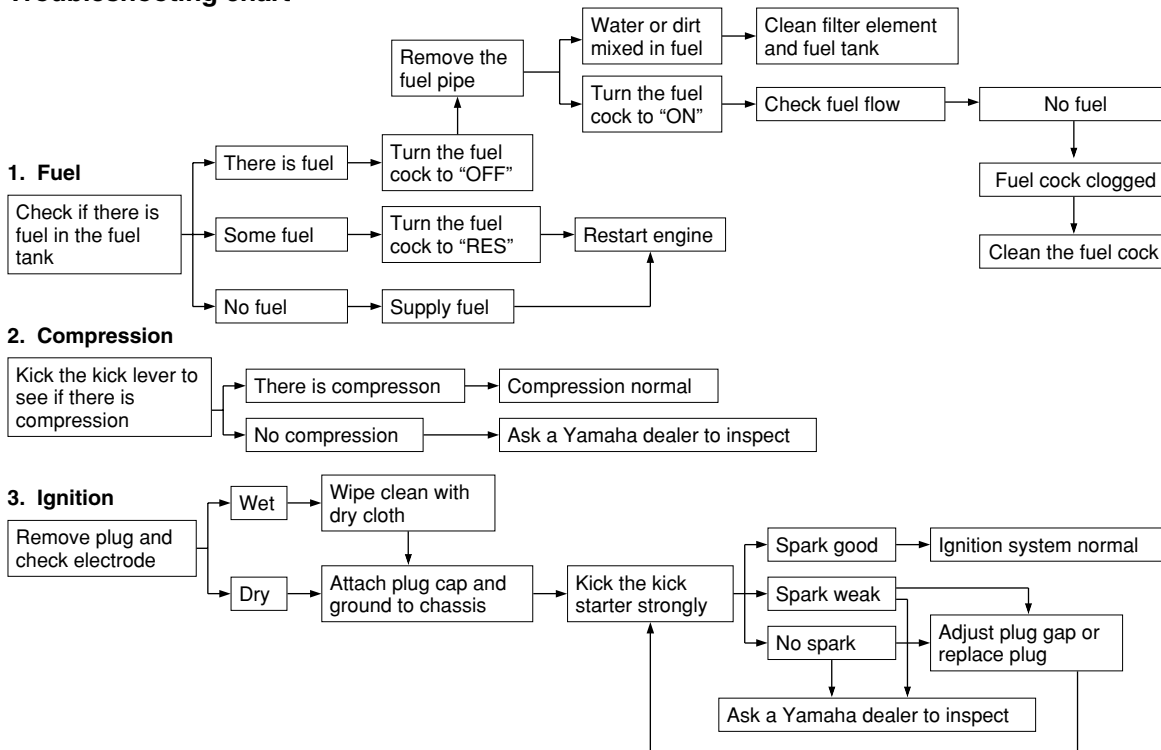 Troubleshooting chart
Water or dirt
mixed in fuel
Clean filter element
and fuel tank
Remove the
fuel pipe
Turn the fuel
cock to “ON”
Check fuel flow
No fuel
There is fuel
Turn the fuel
cock to “OFF”
1. Fuel
Fuel cock clogged
Check if there is
fuel in the fuel
tank
Some fuel
Turn the fuel
cock to “RES”
Restart engine
Clean the fuel cock
No fuel
Supply fuel
2. Compression
Kick the kick lever to
see if there is
compression
There is compresson
Compression normal
No compression
Ask a Yamaha dealer to inspect
3. Ignition
Remove plug and
check electrode
Wet
Wipe clean with
dry cloth
Dry
Attach plug cap and
ground to chassis
Kick the kick
starter strongly
Spark good
Ignition system normal
Spark weak
No spark
Adjust plug gap or
replace plug
Ask a Yamaha dealer to inspect